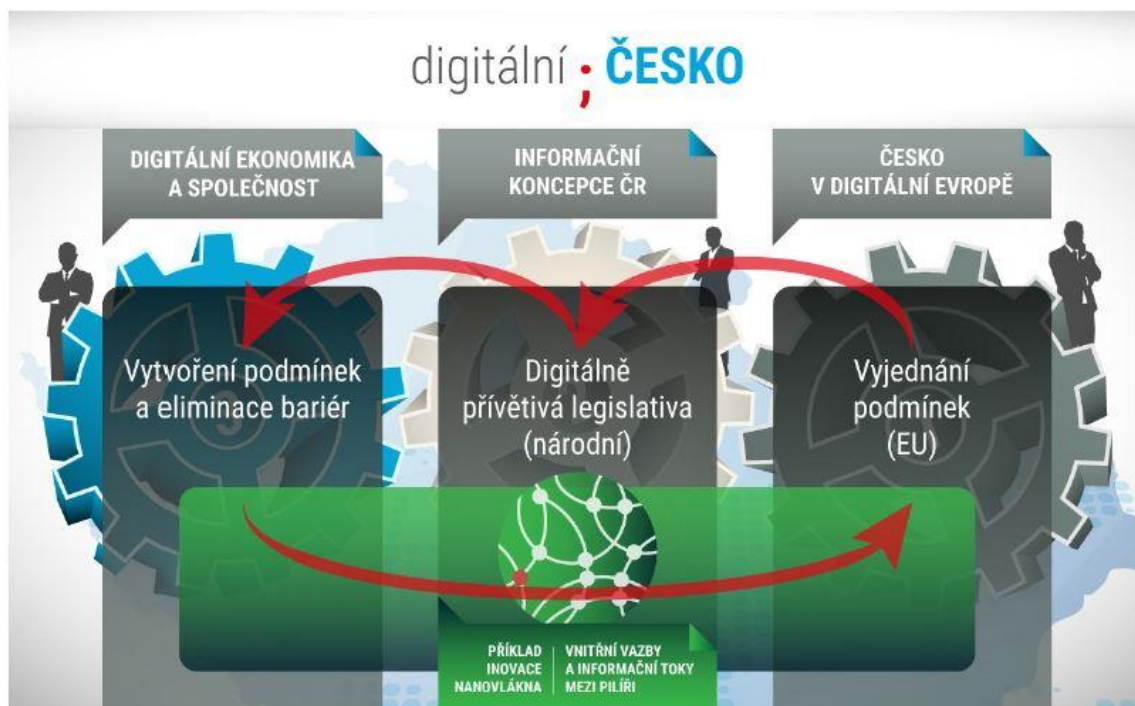 digitální ; ČESKO
DIGITÁLNÍ EKONOMIKA
A SPOLEČNOST
INFORMAČNÍ
KONCEPCE ČR
ČESKO
V DIGITÁLNÍ EVROPĚ
Vytvoření podmínek
a eliminace bariér
Digitálně
přívětivá legislativa
(národní)
Vyjednání
podmínek
(EU)
PŘÍKLAD
INOVACE
NANOVLÁKNA
VNITŘNÍ VAZBY
A INFORMAČNÍ TOKY
MEZI PILÍŘI